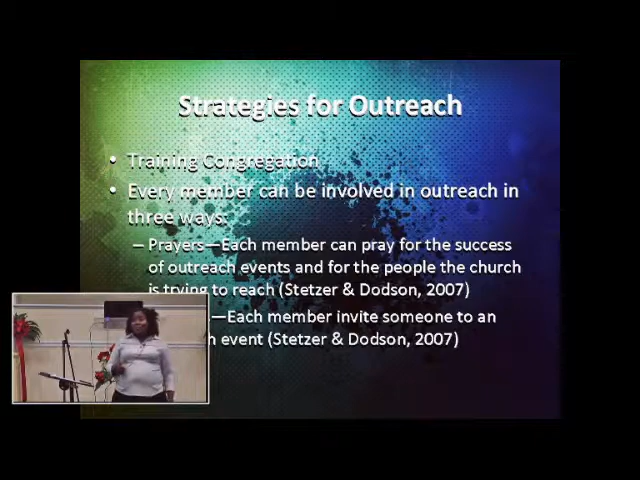 Strategies for Outreach
• Training Congregation
• Every member can be involved in outreach in
three ways:
– Prayers—Each member can pray for the success
of outreach events and for the people the church
is trying to reach (Stetzer & Dodson, 2007)
—Each member invite someone to an
event (Stetzer & Dodson, 2007)